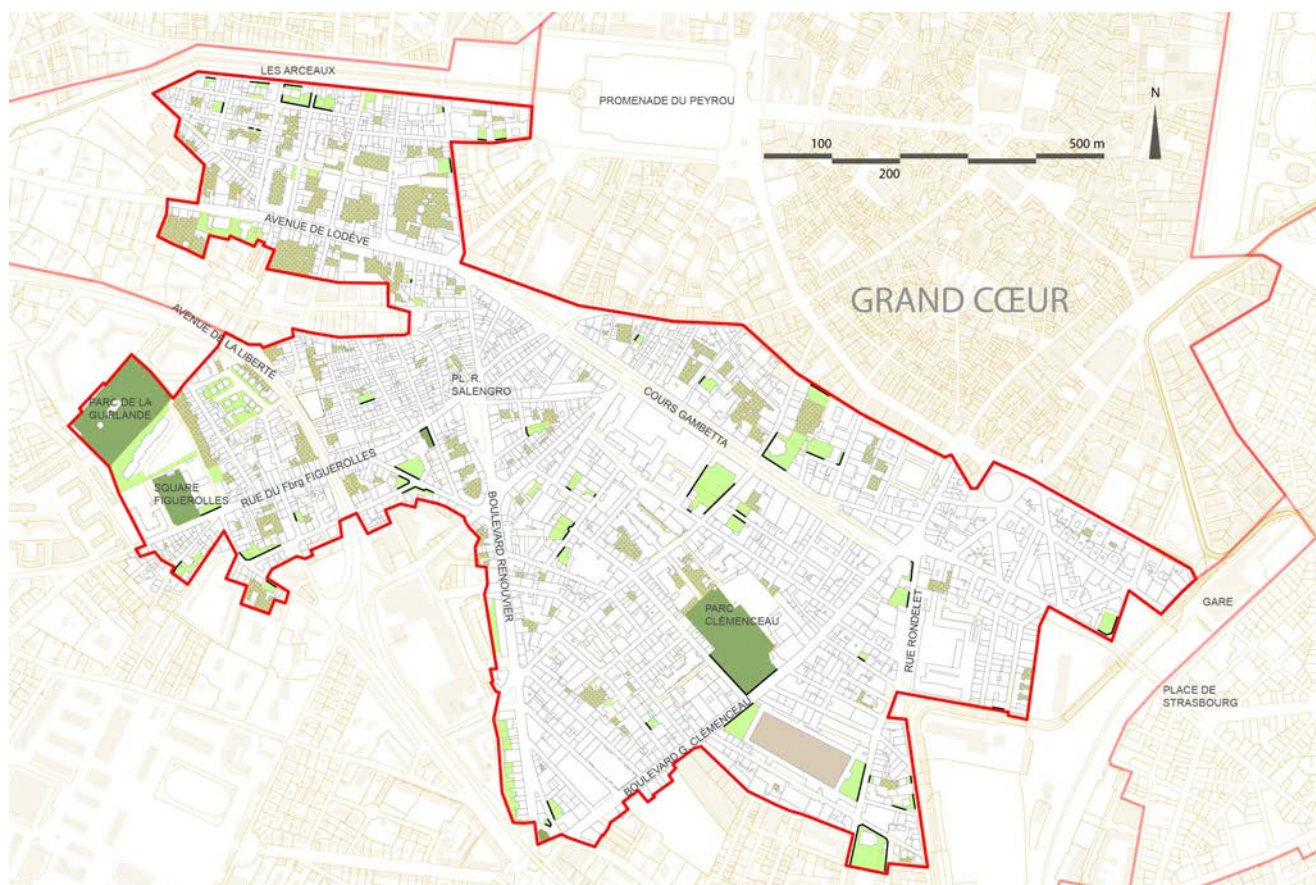 LES ARCEAUX
PROMENADE DU PEYROU
N
100
500 m
200
AVENUE DE LODÈVE
GRAND CŒUR
AVENUE DE LA LIBERTÉ
PL. R
SALENGRO
COURS GAMBETTA
PARC DE LA
GUIRLANDE
SQUARE
FIGUEROLLES
RUE DU Fbrg FIGUEROLLES
BOULEVARD RENOUVIER
PARC
CLÉMENCEAU
RUE RONDELET
GARE
PLACE DE
STRASBOURG
BOULEVARD G. CLÉMENCEAU